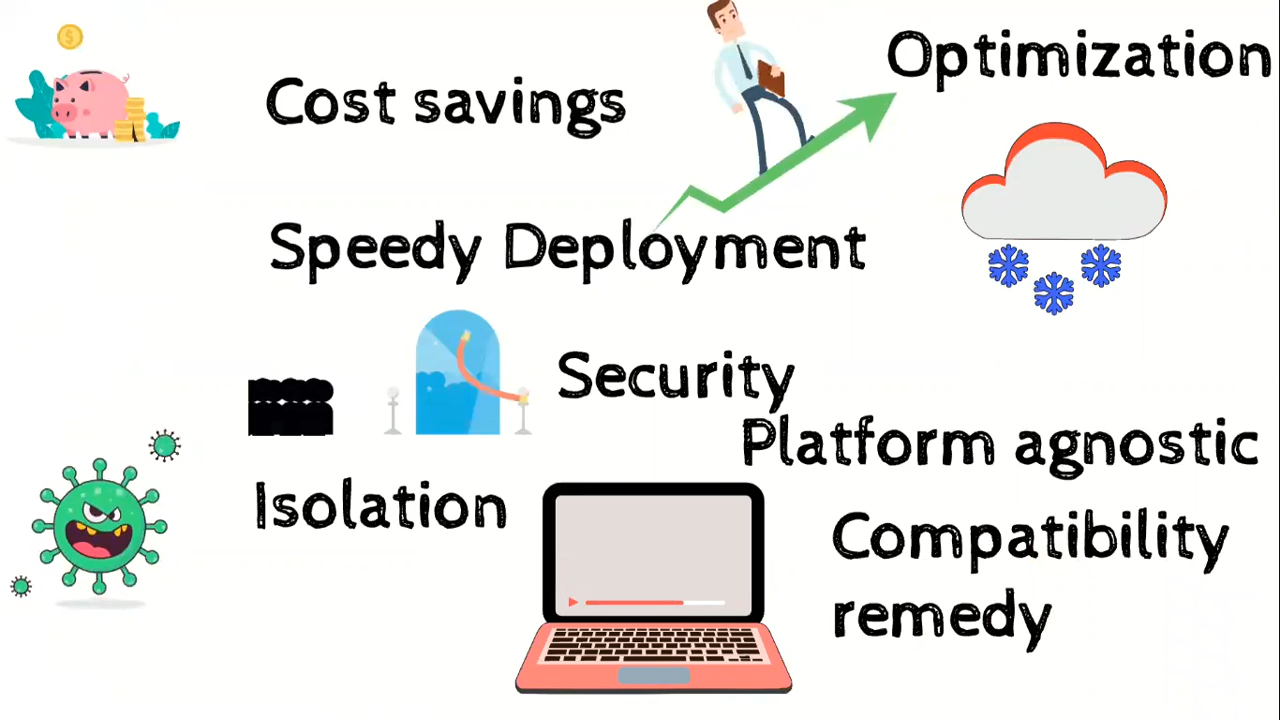 Optimization
Cost savings
Speedy Deployment
Security
Platform agnostic
Isolation
Compatibility
remedy